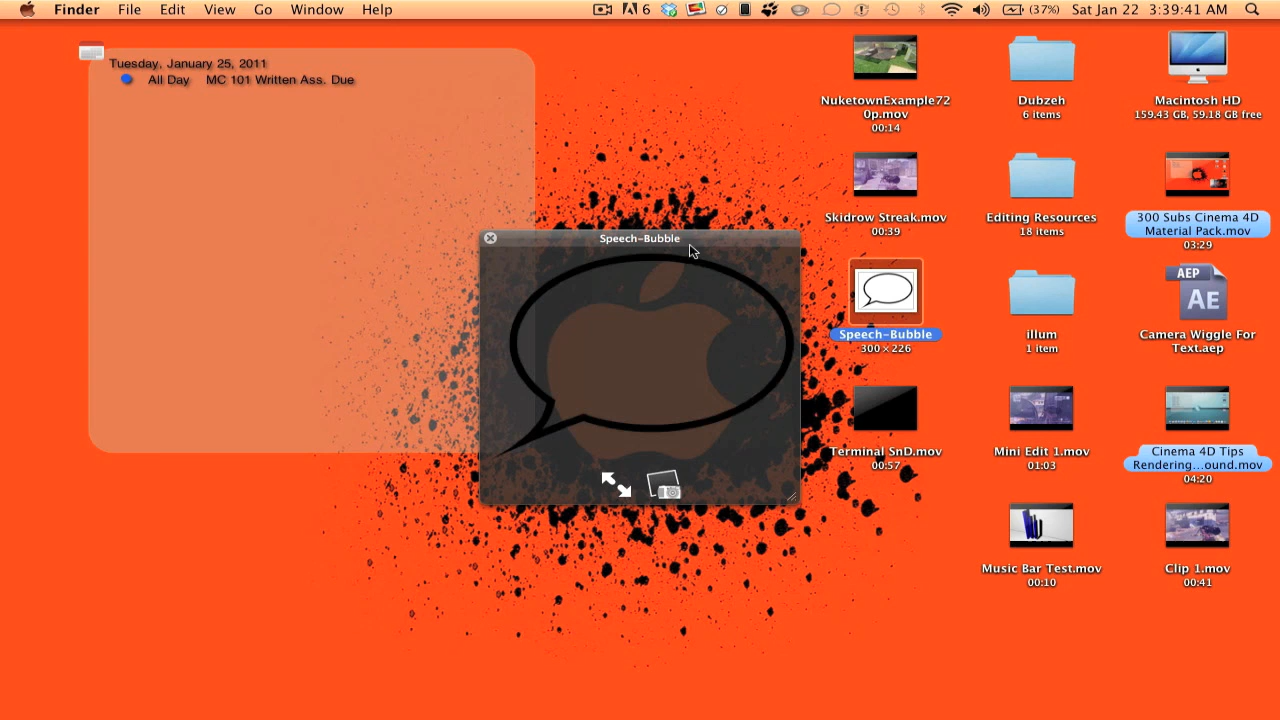 Finder File Edit View Go Window Help
6
(37%) Sat Jan 22 3:39:41 AM
Tuesday, January 25, 2011
All Day MC 101 Written Ass. Due
Speech-Bubble
NuketownExample72
0p.mov
00:14
Dubzeh
6 items
Macintosh HD
159.43 GB, 59.18 GB free
Skidrow Streak.mov
00:39
Editing Resources
18 items
300 Subs Cinema 4D
Material Pack.mov
03:29
Speech-Bubble
300 × 226
illum
1 item
AEP
AE
Camera Wiggle For
Text.aep
Terminal SnD.mov
00:57
Mini Edit 1.mov
01:03
Cinema 4D Tips
Rendering...ound.mov
04:20
Music Bar Test.mov
00:10
Clip 1.mov
00:41